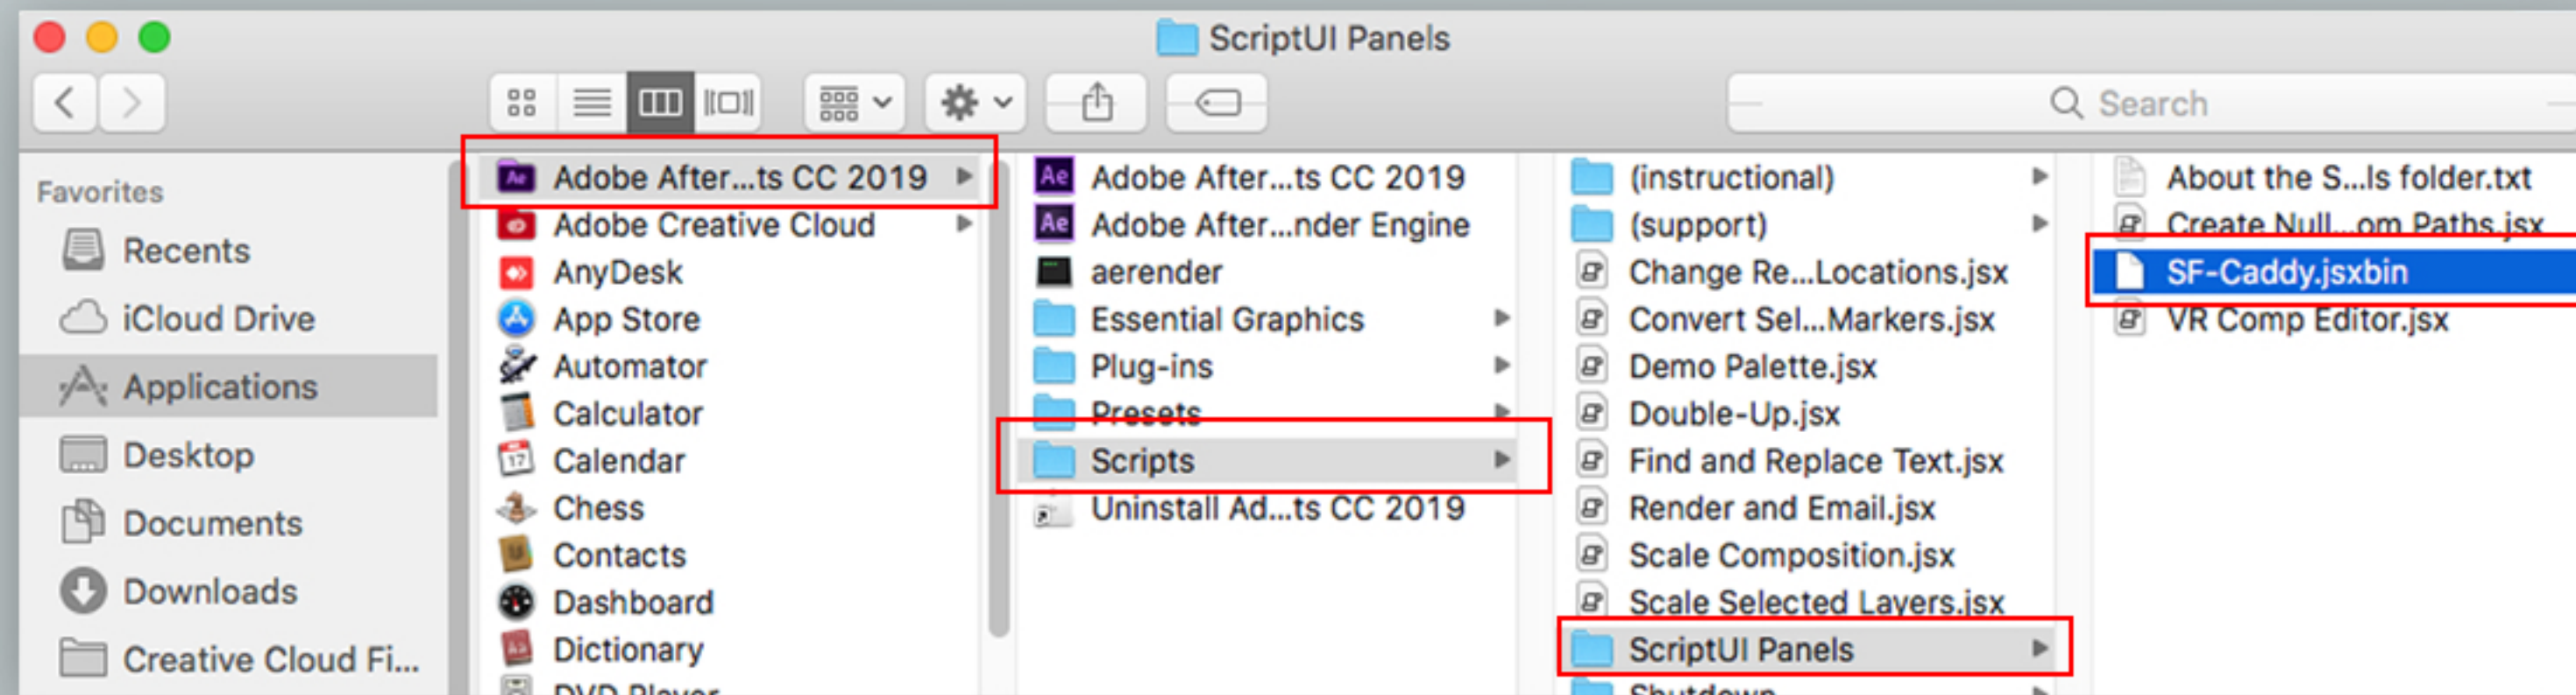 ScriptUI Panels
Search
Favorites
Recents
iCloud Drive
Applications
Desktop
Documents
Downloads
Creative Cloud Fi...
Adobe After...ts CC 2019
Adobe Creative Cloud
AnyDesk
App Store
Automator
Calculator
Calendar
Chess
Contacts
Dashboard
Dictionary
DVD Player
Adobe After...ts CC 2019
Adobe After...nder Engine
aerender
Essential Graphics
Plug-ins
Presets
Scripts
Uninstall Ad...ts CC 2019
(instructional)
(support)
Change Re...Locations.jsx
Convert Sel...Markers.jsx
Demo Palette.jsx
Double-Up.jsx
Find and Replace Text.jsx
Render and Email.jsx
Scale Composition.jsx
Scale Selected Layers.jsx
ScriptUI Panels
Shutdown
About the S...ls folder.txt
Create Null...om Paths.jsx
SF-Caddy.jsxbin
VR Comp Editor.jsx